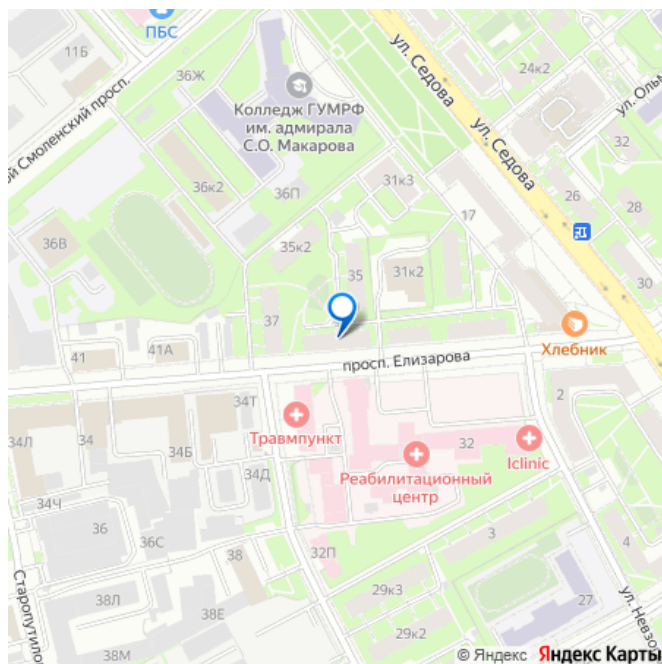 ПБС
11Б
36Ж
24к2
ул. Седова
ул. Ольм
Колледж ГУМРФ
им. адмирала
С.О. Макарова
ой Смоленский просп.
ул. Седова
32
31к3
36к2
36П
26
28
17
36В
35к2
35
31к2
30
37
Хлебник
41
41А
просп. Елизарова
2
34Т
Травмпункт
34Л
34
34Б
32
Iclinic
34Д
Реабилитационный
центр
34Ч
36
36С
3
38
32П
4
Старопутило
38Л
38Е
29к3
27
ул. Невзо
29к2
38М
© Яндекс Яндекс Карты